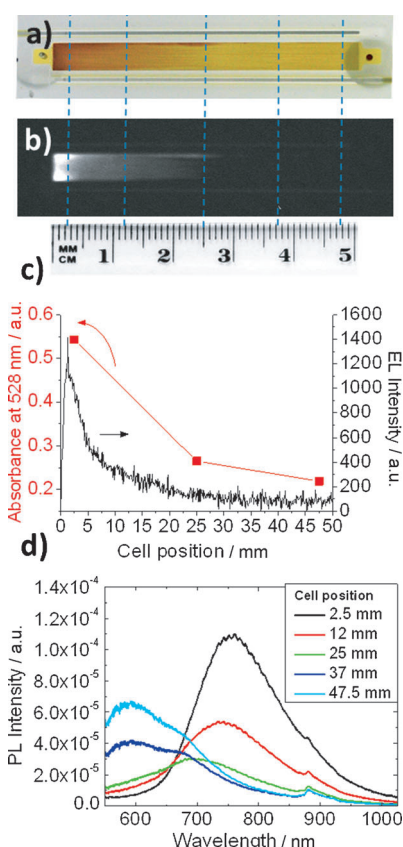 a)
b)
MM
CM 1 2 3 4 5
c)
Absorbance at 528 nm / a.u.
0.6
0.5
0.4
0.3
0.2
EL Intensity / a.u.
1600
1400
1200
1000
800
600
400
200
0
0 5 10 15 20 25 30 35 40 45 50
Cell position / mm
d)
PL Intensity / a.u.
1.4x10-4
1.2x10-4
1.0x10-4
8.0x10-5
6.0x10-5
4.0x10-5
2.0x10-5
0.0
Cell position
2.5 mm
12 mm
25 mm
37 mm
47.5 mm
600 700 800 900 1000
Wavelength / nm